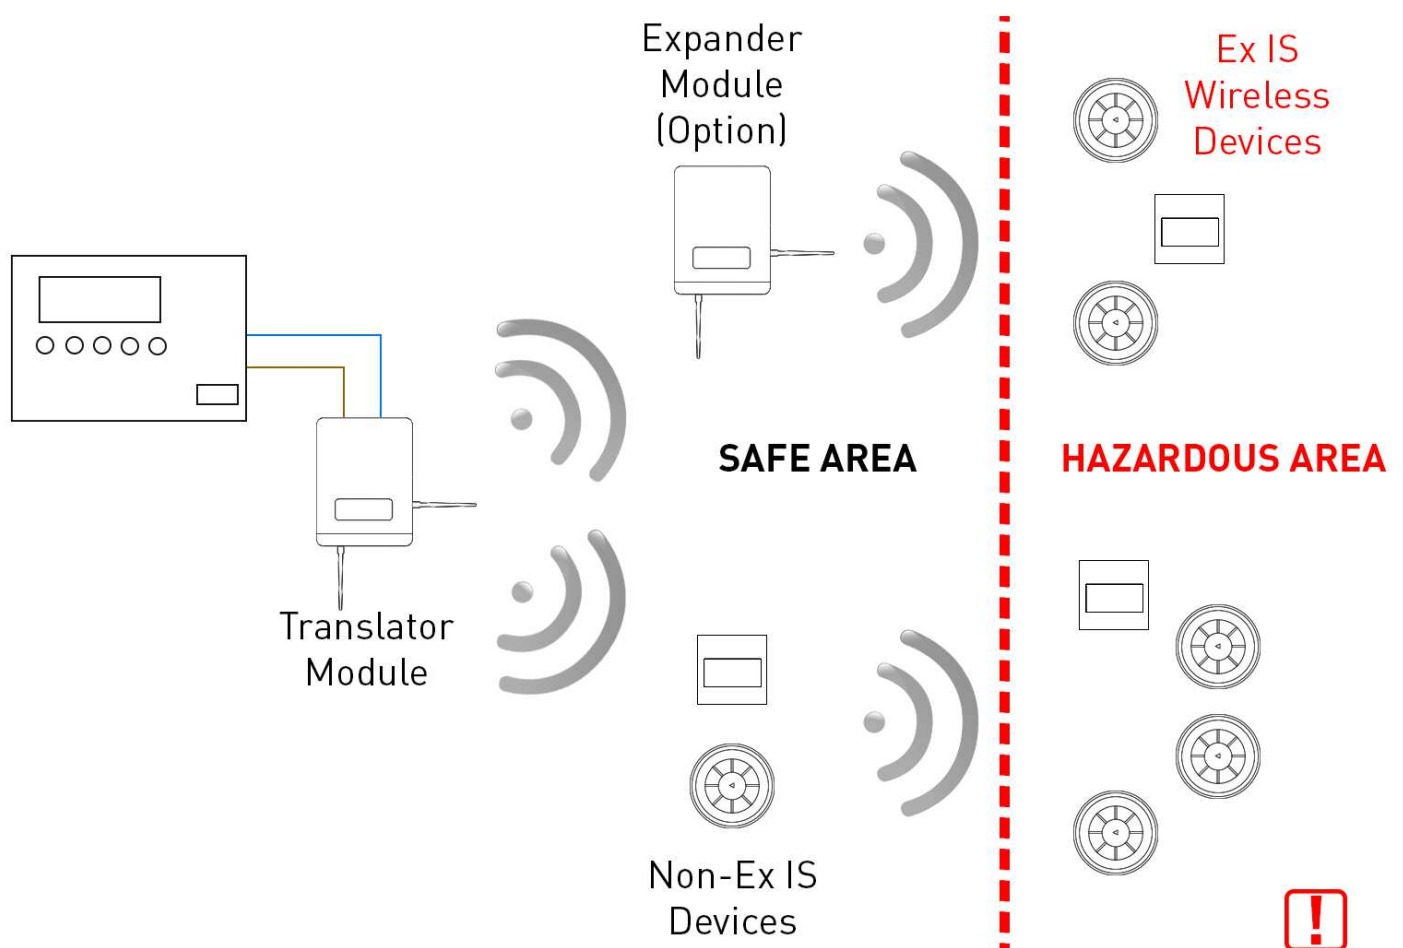 Expander
Module
(Option)
Ex IS
Wireless
Devices
SAFE AREA
HAZARDOUS AREA
Translator
Module
Non-Ex IS
Devices
!